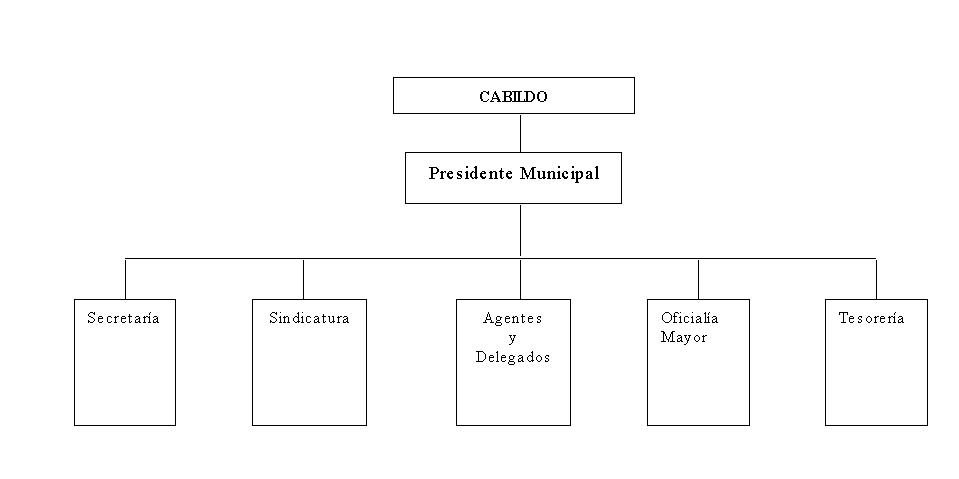 CABILDO
Presidente Municipal
Secretaría
Sindicatura
Agentes
y
Delegados
Oficialía
Mayor
Tesorería